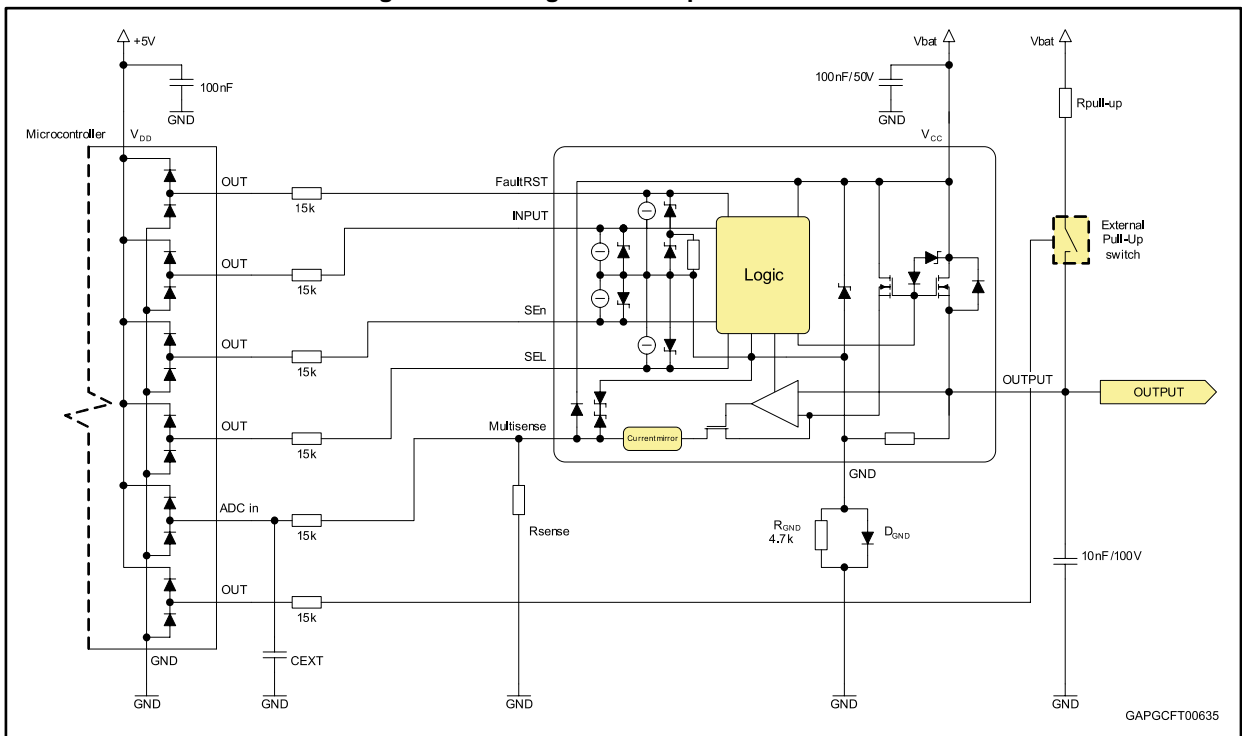 +5V
Vbat
Vbat
100nF
100nF/50V
Rpull-up
GND
GND
Microcontroller
VDD
VCC
OUT
15k
FaultRST
INPUT
OUT
15k
External
Pull-Up
switch
Logic
SEn
OUT
15k
SEL
OUTPUT
OUTPUT
OUT
15k
Multisense
Current mirror
GND
ADC in
15k
Rsense
RGND
4.7k
DGND
10nF/100V
OUT
15k
GND
CEXT
GND
GND
GND
GND
GND
GAPGCFT00635